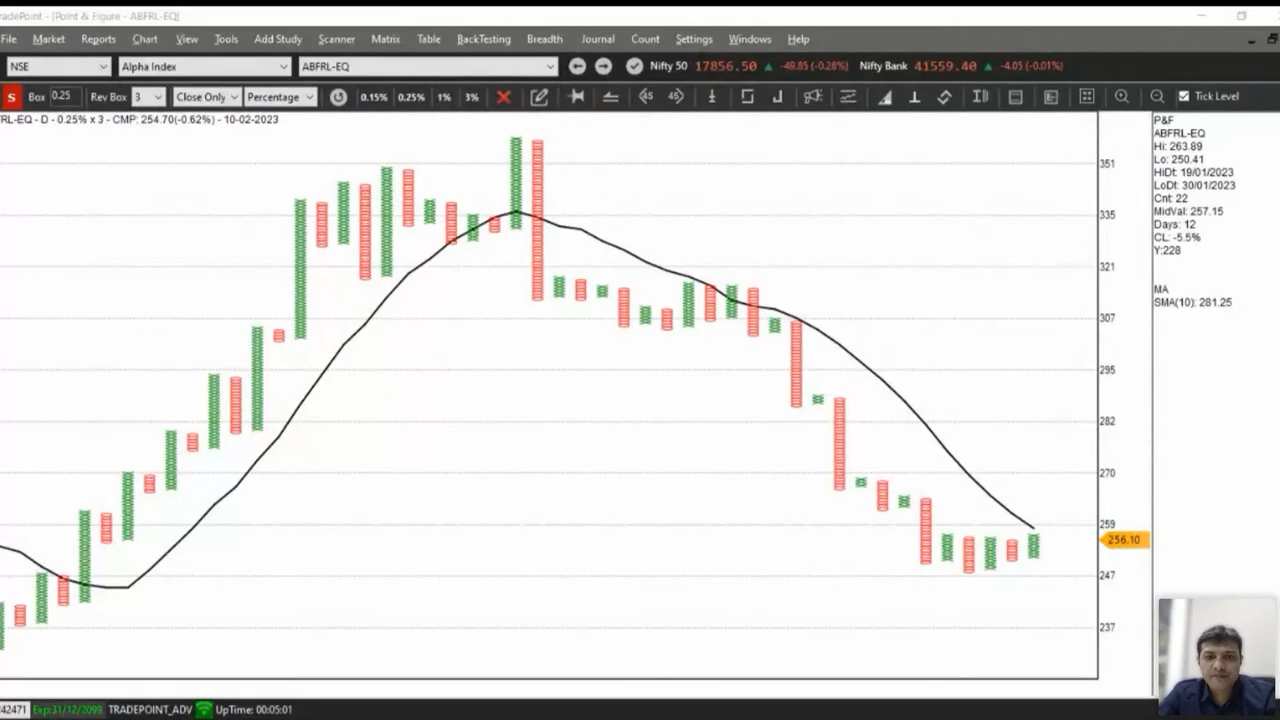 radePoint - [Point & Figure - ABFRL-EQ]
File Market Reports Chart View Tools Add Study Scanner Matrix Table BackTesting Breadth Journal Count Settings Windows Help
NSE Alpha Index ABFRL-EQ Nifty 50 17856.50 ▲ -49.85 (-0.28%) Nifty Bank 41559.40 ▲ -4.05 (-0.01%)
S Box 0.25 Rev Box 3 Close Only Percentage 0.15% 0.25% 1% 3% 45 45 Tick Level
FRL-EQ - D - 0.25% x 3 - CMP: 254.70(-0.62%) - 10-02-2023
P&F
ABFRL-EQ
Hi: 263.89
Lo: 250.41
HiDt: 19/01/2023
LoDt: 30/01/2023
Cnt: 22
MidVal: 257.15
Days: 12
CL: -5.5%
Y:228
MA
SMA(10): 281.25
351
335
321
307
295
282
270
259
256.10
247
237
42471 Exp:31/12/2099 TRADEPOINT_ADV UpTime: 00:05:01